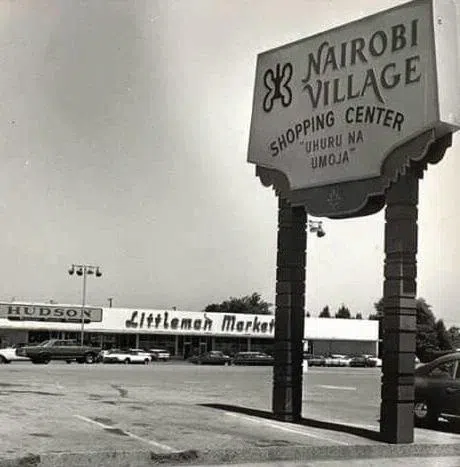 NAIROBI
VILLAGE
SHOPPING CENTER
"UHURU NA
UMOJA"
HUDSON
Littleman Market